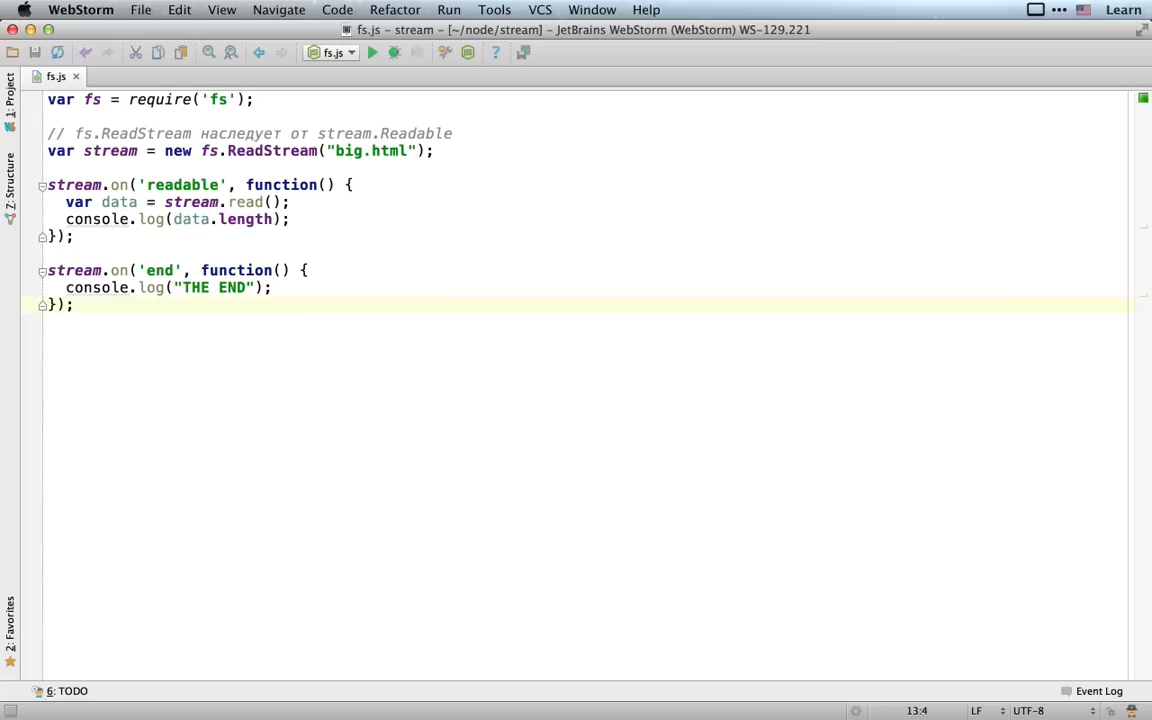 WebStorm File Edit View Navigate Code Refactor Run Tools VCS Window Help Learn
fs.js – stream – [~/node/stream] – JetBrains WebStorm (WebStorm) WS-129.221
fs.js
fs.js
1: Project
Z: Structure
2: Favorites
var fs = require('fs');
// fs.ReadStream наследует от stream.Readable
var stream = new fs.ReadStream("big.html");
stream.on('readable', function() {
var data = stream.read();
console.log(data.length);
});
stream.on('end', function() {
console.log("THE END");
});
6: TODO
Event Log
13:4 LF UTF-8